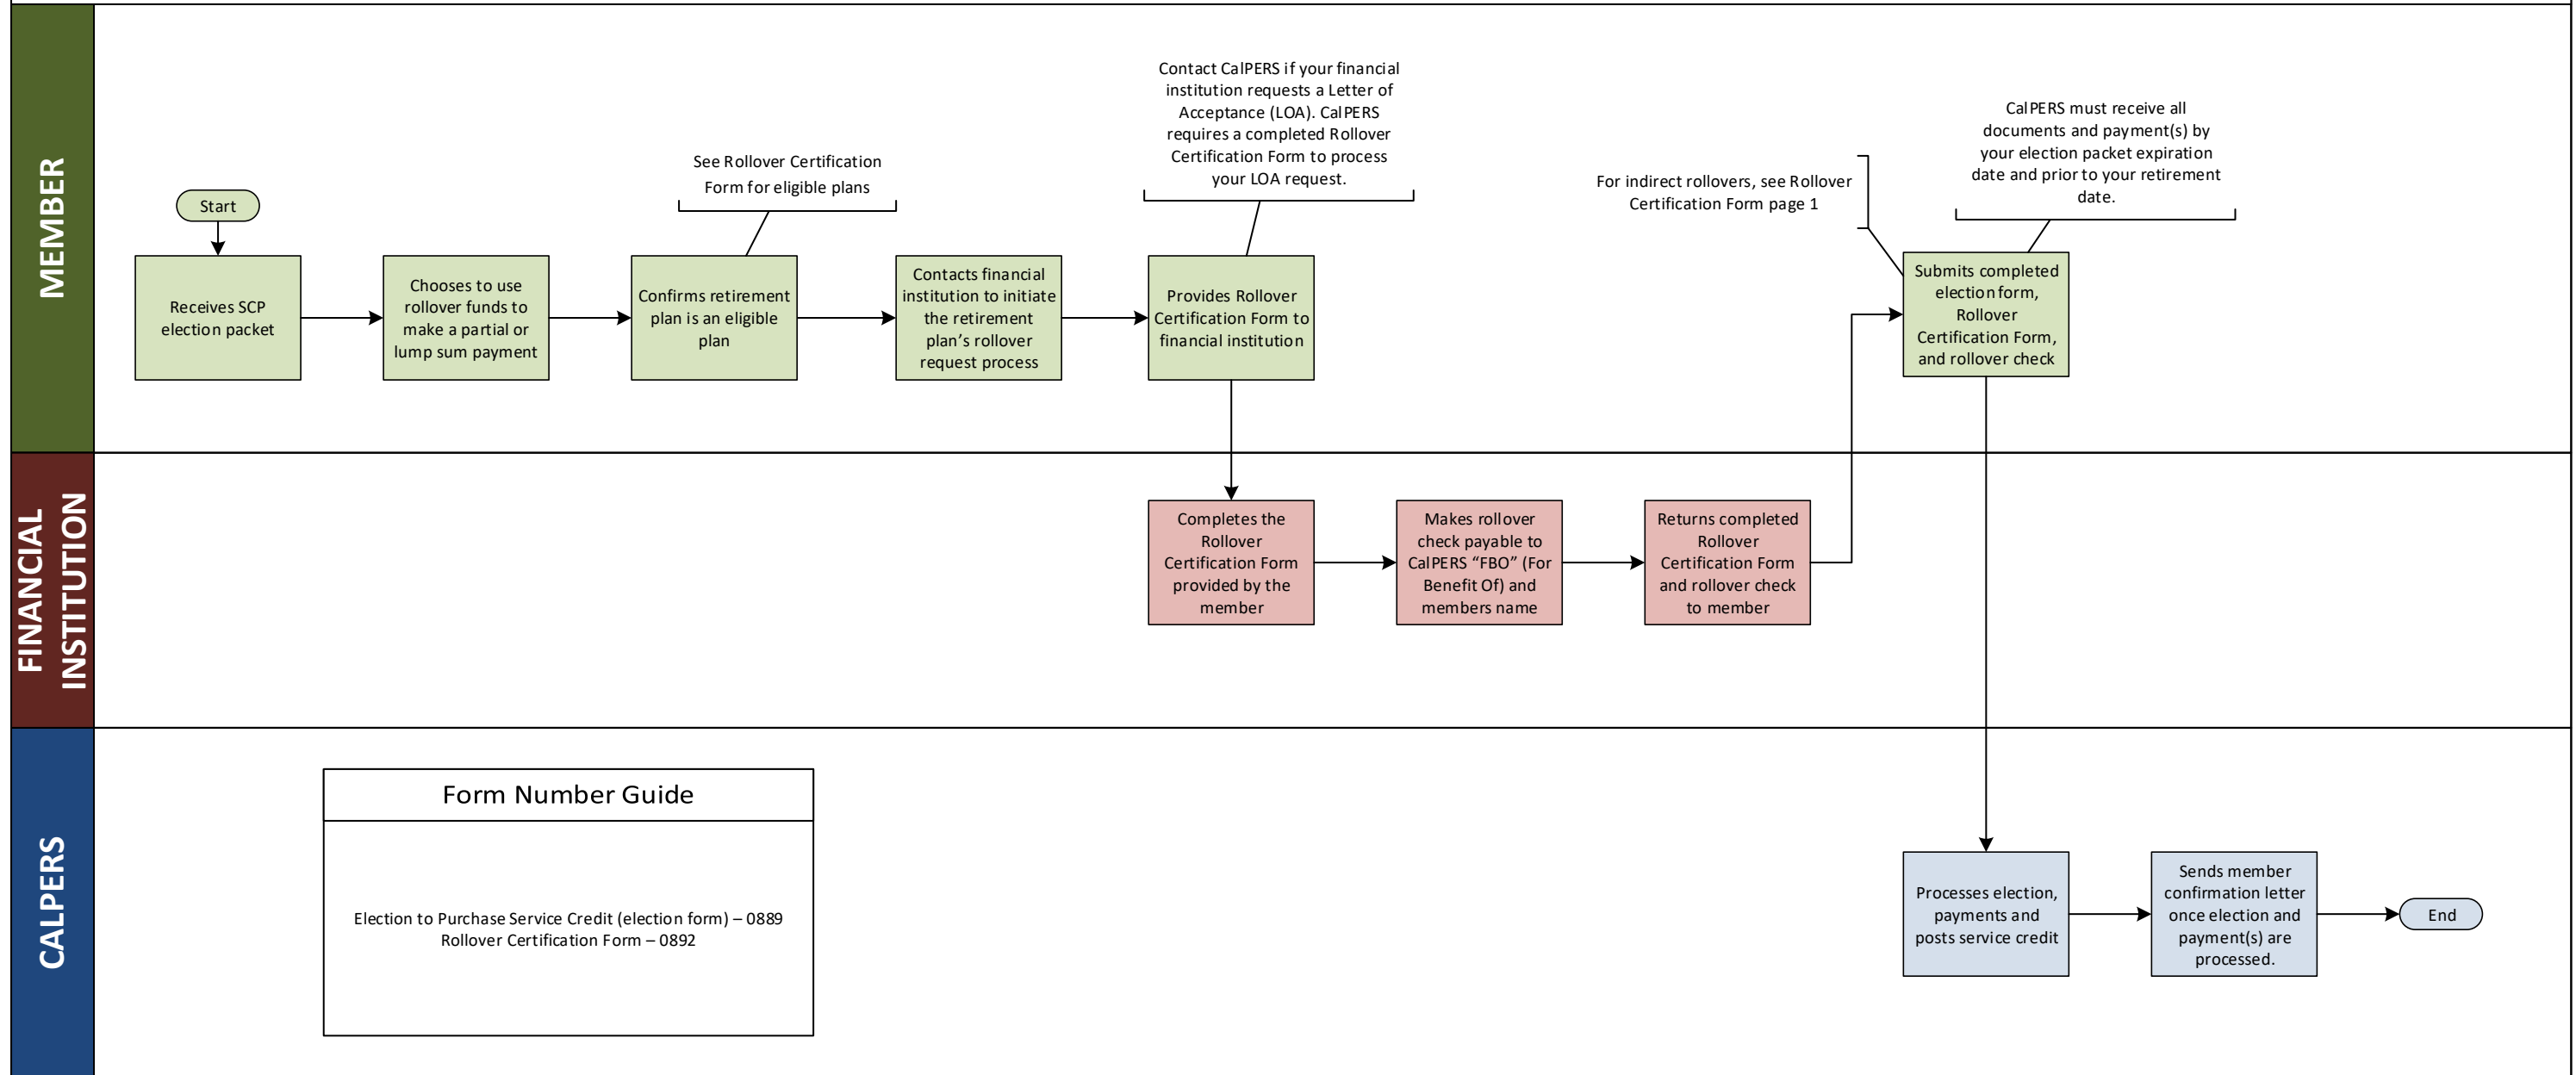 MEMBER
Start
Receives SCP
election packet
Chooses to use
rollover funds to
make a partial or
lump sum payment
See Rollover Certification
Form for eligible plans
Confirms retirement
plan is an eligible
plan
Contacts financial
institution to initiate
the retirement
plan's rollover
request process
Contact CalPERS if your financial
institution requests a Letter of
Acceptance (LOA). CalPERS
requires a completed Rollover
Certification Form to process
your LOA request.
Provides Rollover
Certification Form to
financial institution
For indirect rollovers, see Rollover
Certification Form page 1
CalPERS must receive all
documents and payment(s) by
your election packet expiration
date and prior to your retirement
date.
Submits completed
election form,
Rollover
Certification Form,
and rollover check
FINANCIAL
INSTITUTION
Completes the
Rollover
Certification Form
provided by the
member
Makes rollover
check payable to
CalPERS “FBO” (For
Benefit Of) and
members name
Returns completed
Rollover
Certification Form
and rollover check
to member
CALPERS
Form Number Guide
Election to Purchase Service Credit (election form) – 0889
Rollover Certification Form – 0892
Processes election,
payments and
posts service credit
Sends member
confirmation letter
once election and
payment(s) are
processed.
End